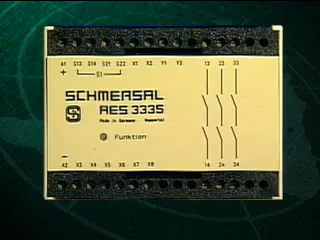 A1 S13 S14 S21 S22 X1 X2 Y1 Y2 13 23 33
+ S1
SCHMERSAL
AES 3335
Made in Germany Wuppertal
Funktion
−
A2 X3 X4 X5 X6 X7 X8 14 24 34